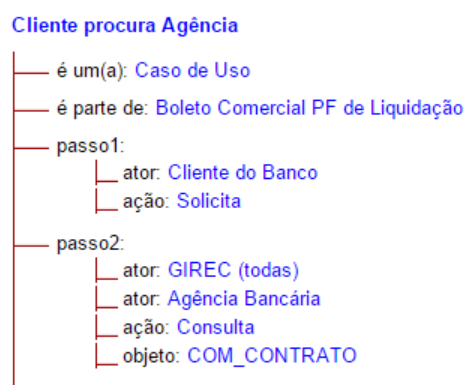 Cliente procura Agência
é um(a): Caso de Uso
é parte de: Boleto Comercial PF de Liquidação
passo1:
ator: Cliente do Banco
ação: Solicita
passo2:
ator: GIREC (todas)
ator: Agência Bancária
ação: Consulta
objeto: COM_CONTRATO